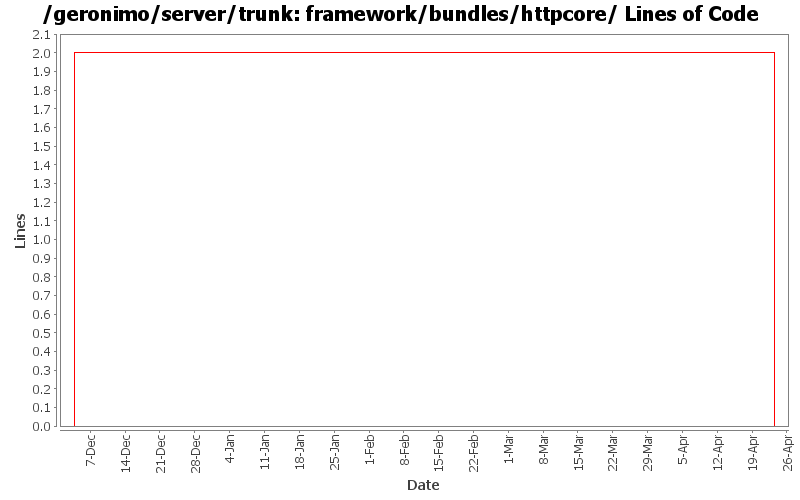 /geronimo/server/trunk: framework/bundles/httpcore/ Lines of Code
2.1
2.0
1.9
1.8
1.7
1.6
1.5
1.4
1.3
1.2
1.1
1.0
0.9
0.8
0.7
0.6
0.5
0.4
0.3
0.2
0.1
0.0
Lines
7-Dec
14-Dec
21-Dec
28-Dec
4-Jan
11-Jan
18-Jan
25-Jan
1-Feb
8-Feb
15-Feb
22-Feb
1-Mar
8-Mar
15-Mar
22-Mar
29-Mar
5-Apr
12-Apr
19-Apr
26-Apr
Date